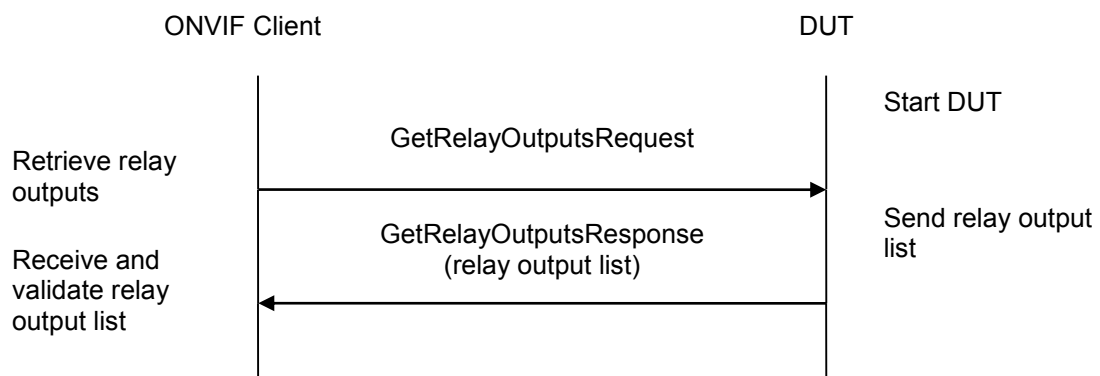 ONVIF Client
DUT
Start DUT
GetRelayOutputsRequest
Retrieve relay
outputs
Send relay output
list
GetRelayOutputsResponse
(relay output list)
Receive and
validate relay
output list